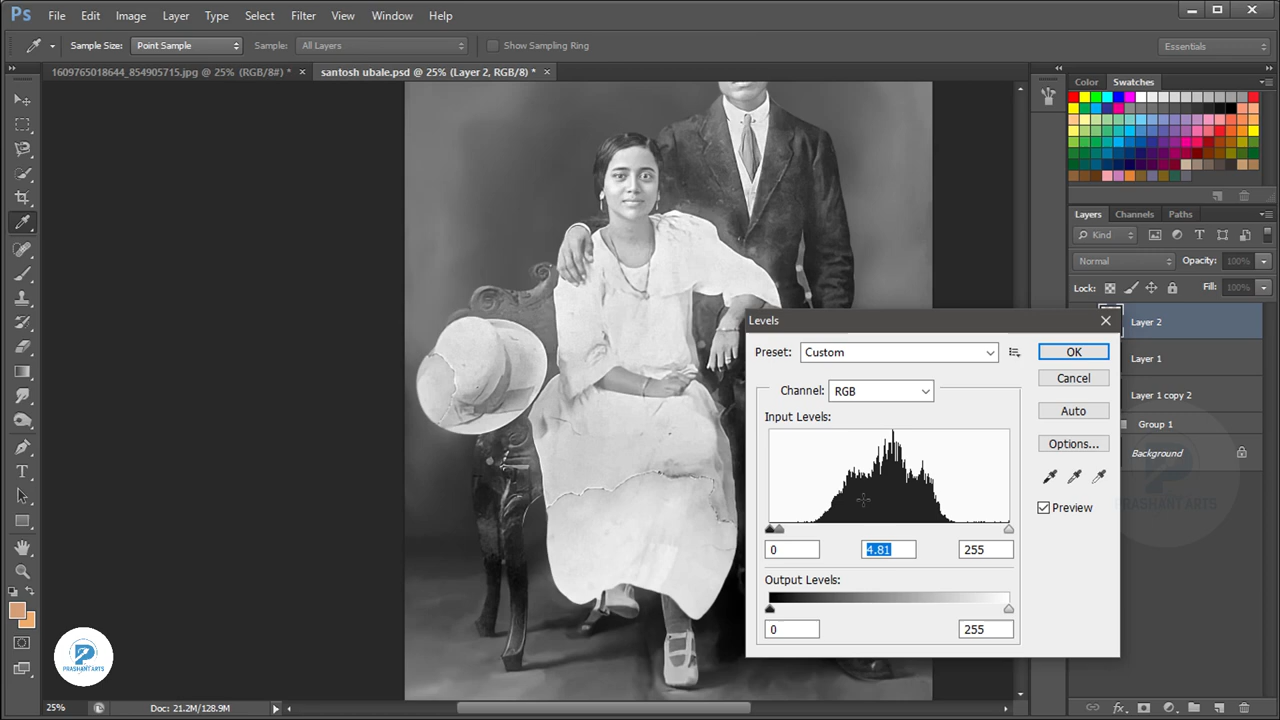 Ps File Edit Image Layer Type Select Filter View Window Help
Sample Size: Point Sample Sample: All Layers Show Sampling Ring Essentials
1609765018644_854905715.jpg @ 25% (RGB/8#) * × santosh ubale.psd @ 25% (Layer 2, RGB/8) * ×
Color Swatches
Layers Channels Paths
Kind
Normal Opacity: 100%
Lock: Fill: 100%
Layer 2
Layer 1
Layer 1 copy 2
Group 1
Background
Levels
Preset: Custom OK
Cancel
Channel: RGB
Auto
Input Levels:
Options...
Preview
0 4.81 255
Output Levels:
0 255
PRASHANT ARTS
PRASHANT ARTS
25% Doc: 21.2M/128.9M